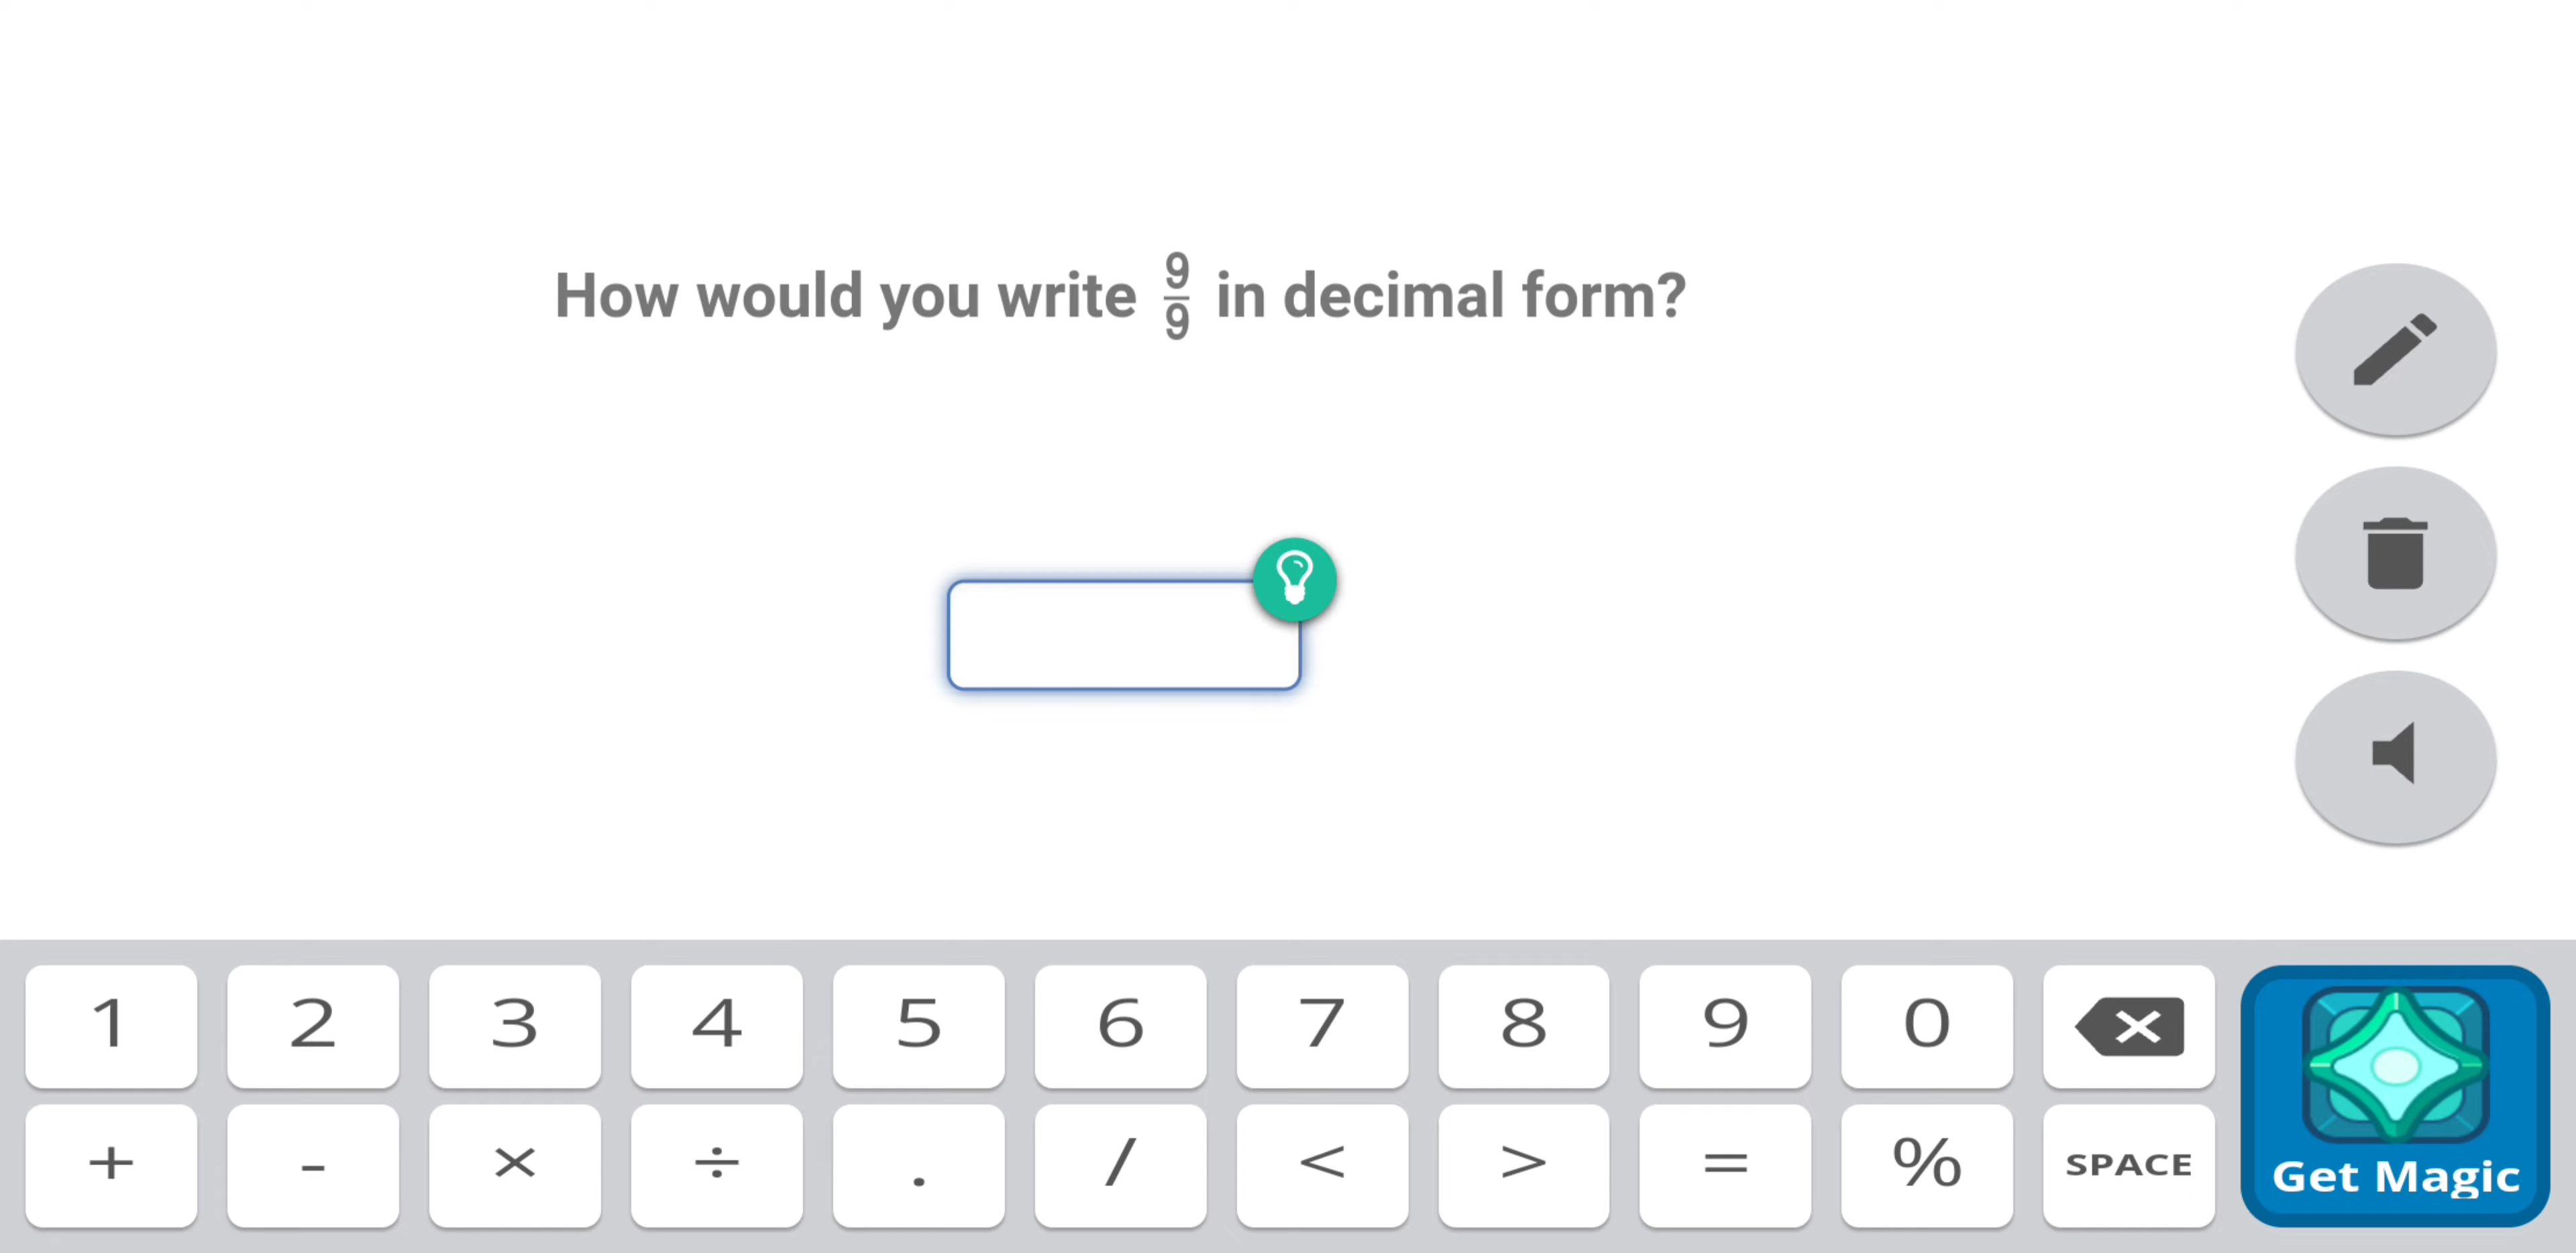 How would you write 9/9 in decimal form?
1 2 3 4 5 6 7 8 9 0
+ - × ÷ . / < > = % SPACE
Get Magic